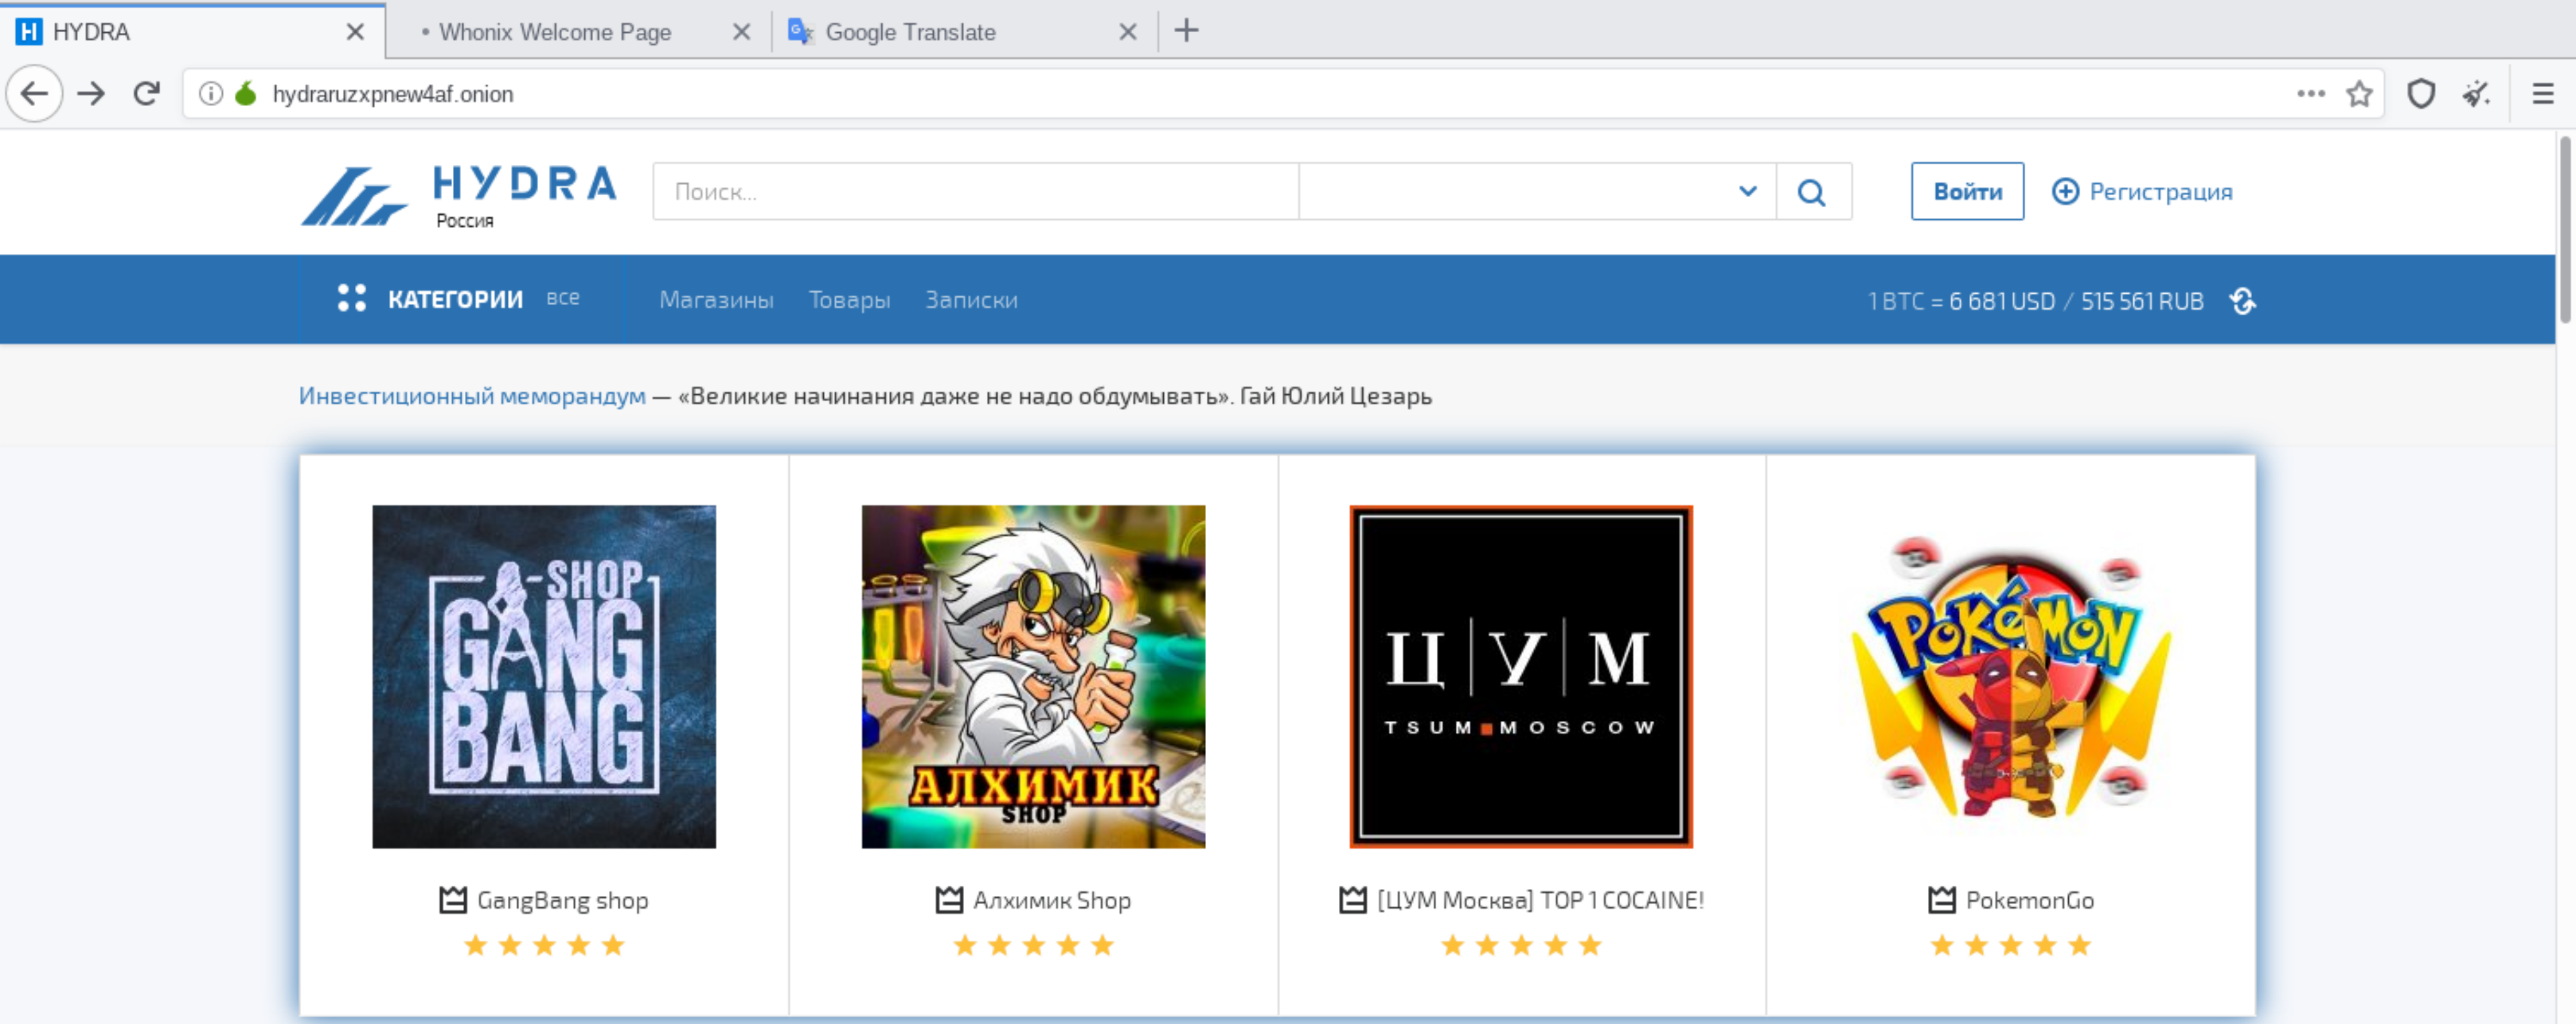 HYDRA
Whonix Welcome Page
Google Translate
hydraruzxpnew4af.onion
HYDRA
Россия
Поиск...
Войти
Регистрация
КАТЕГОРИИ все
Магазины Товары Записки
1 BTC = 6 681 USD / 515 561 RUB
Инвестиционный меморандум — «Великие начинания даже не надо обдумывать». Гай Юлий Цезарь
A-SHOP
GANG
BANG
АЛХИМИК
SHOP
ЦУМ
TSUM MOSCOW
POKéMON
GangBang shop
Алхимик Shop
[ЦУМ Москва] TOP 1 COCAINE!
PokemonGo